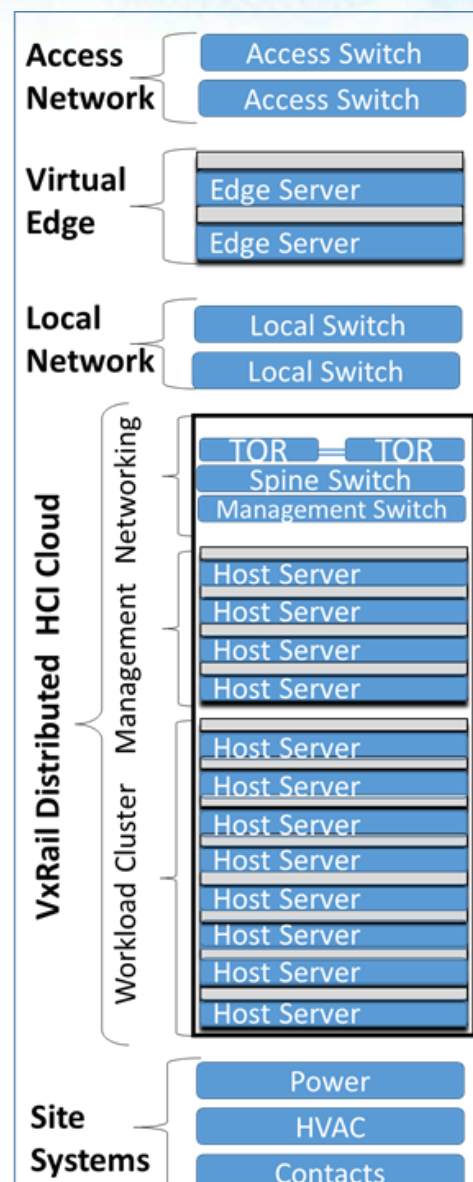 Access
Network
Access Switch
Access Switch
Virtual
Edge
Edge Server
Edge Server
Local
Network
Local Switch
Local Switch
VxRail Distributed HCI Cloud
Networking
TOR
TOR
Spine Switch
Management Switch
Management
Host Server
Host Server
Host Server
Host Server
Workload Cluster
Host Server
Host Server
Host Server
Host Server
Host Server
Host Server
Host Server
Host Server
Site
Systems
Power
HVAC
Contacts